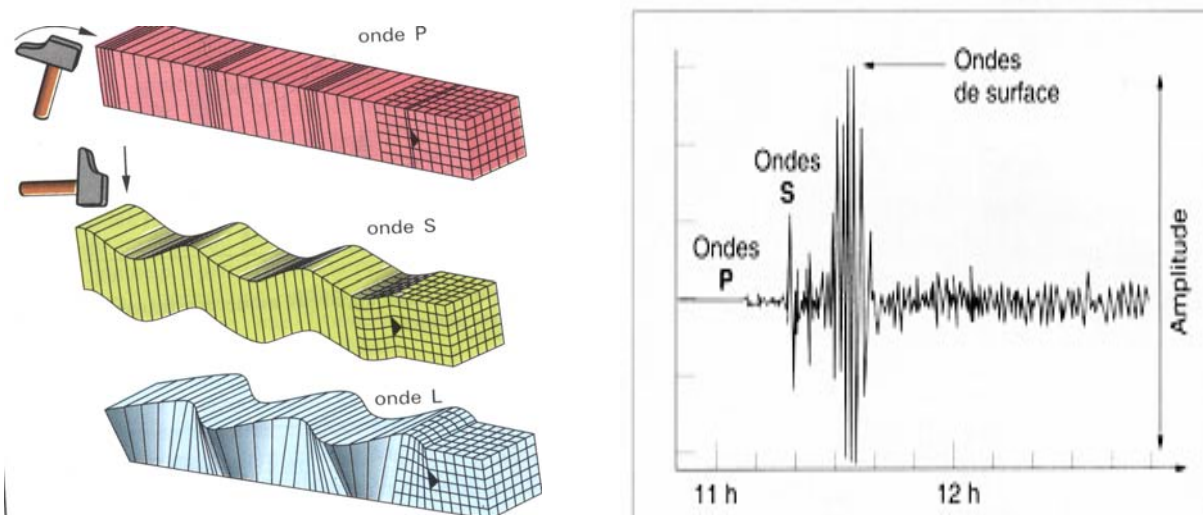 onde P
onde S
onde L
Ondes
de surface
Ondes
S
Ondes
P
Amplitude
11 h
12 h